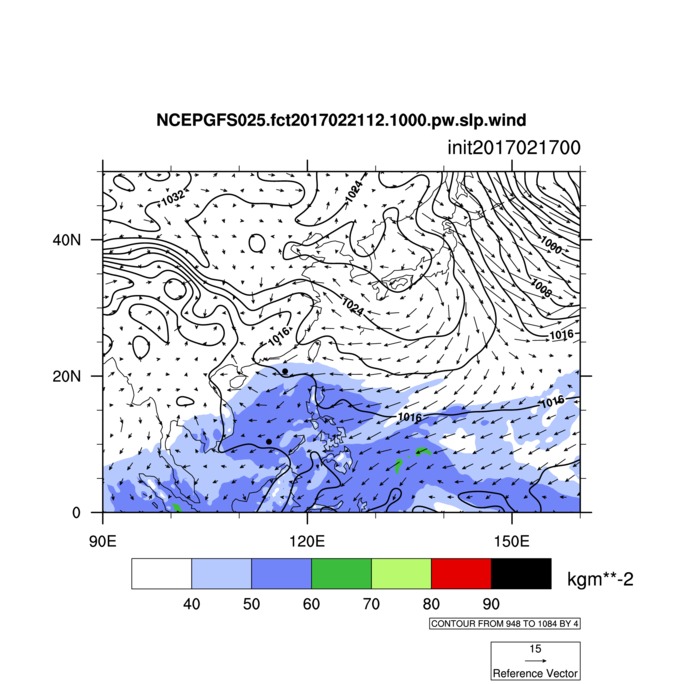 NCEPGFS025.fct2017022112.1000.pw.slp.wind
init2017021700
1032
1024
1000
1008
1024
1016
1016
1016
1016
40N
20N
0
90E 120E 150E
40 50 60 70 80 90
kgm**-2
CONTOUR FROM 948 TO 1084 BY 4
15
Reference Vector